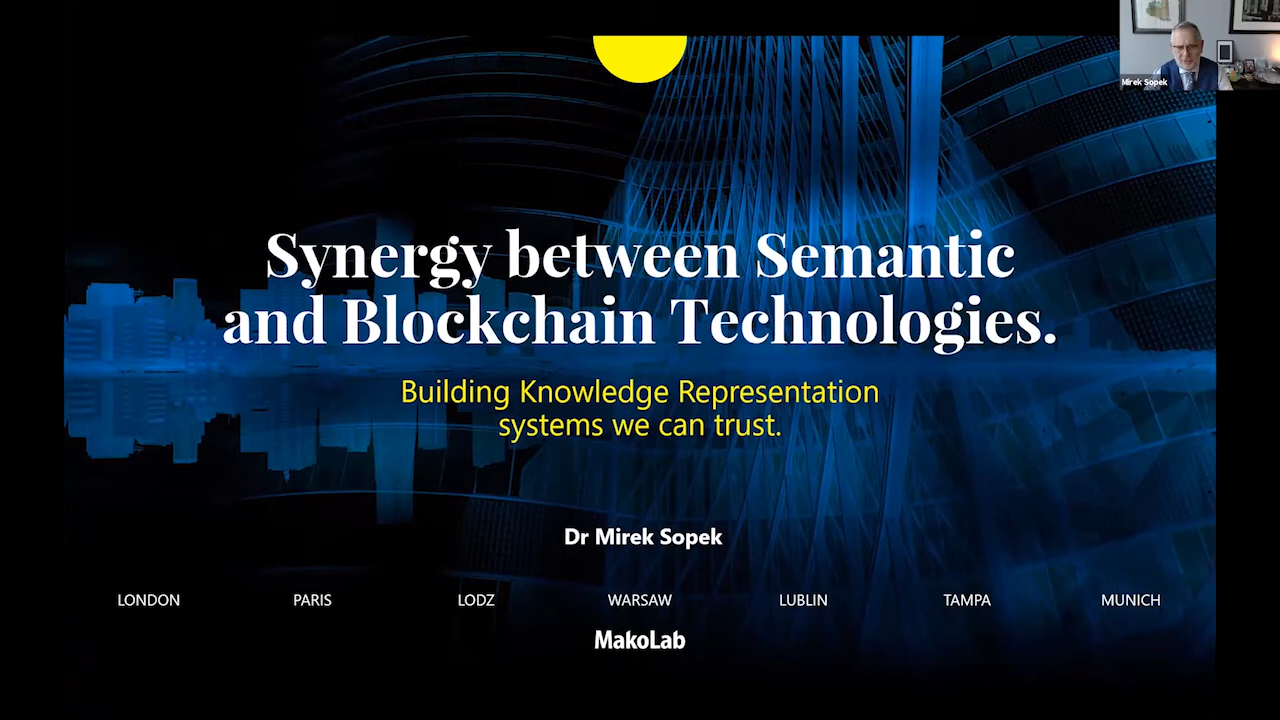 Mirek Sopek
Synergy between Semantic
and Blockchain Technologies.
Building Knowledge Representation
systems we can trust.
Dr Mirek Sopek
LONDON PARIS LODZ WARSAW LUBLIN TAMPA MUNICH
MakoLab